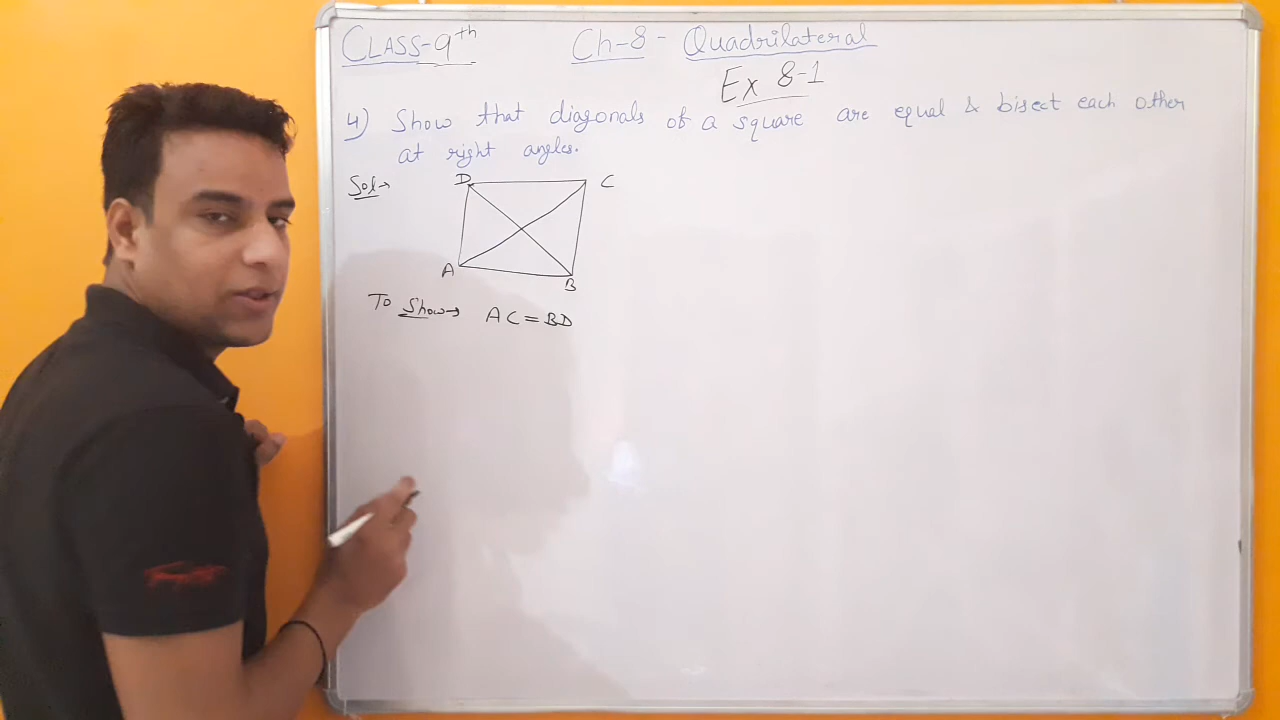 CLASS-9th Ch-8 - Quadrilateral
Ex 8-1
4) Show that diagonals of a square are equal & bisect each other
at right angles.
Sol→
D C
A B
To Show→ AC=BD